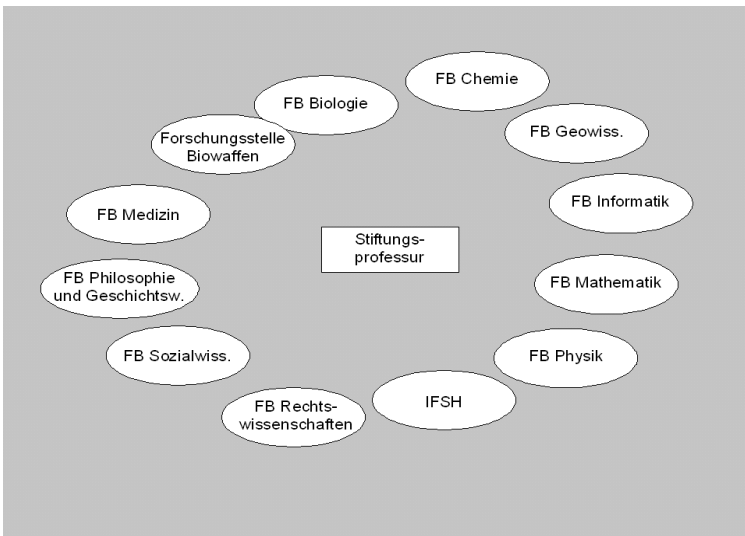 FB Chemie
FB Biologie
FB Geowiss.
Forschungsstelle
Biowaffen
FB Informatik
FB Medizin
Stiftungs-
professur
FB Philosophie
und Geschichtsw.
FB Mathematik
FB Sozialwiss.
FB Physik
IFSH
FB Rechts-
wissenschaften